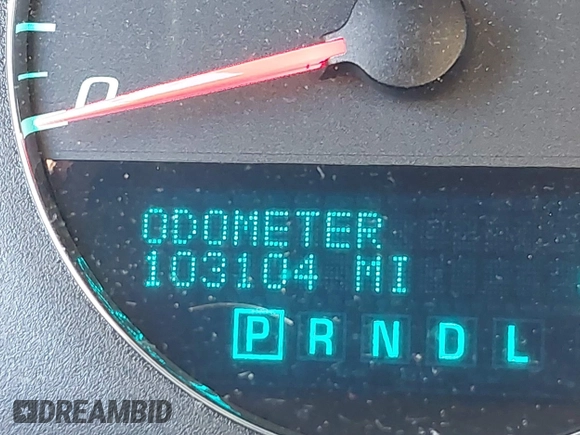 0
ODOMETER
103104 MI
P R N D L
DREAMBID